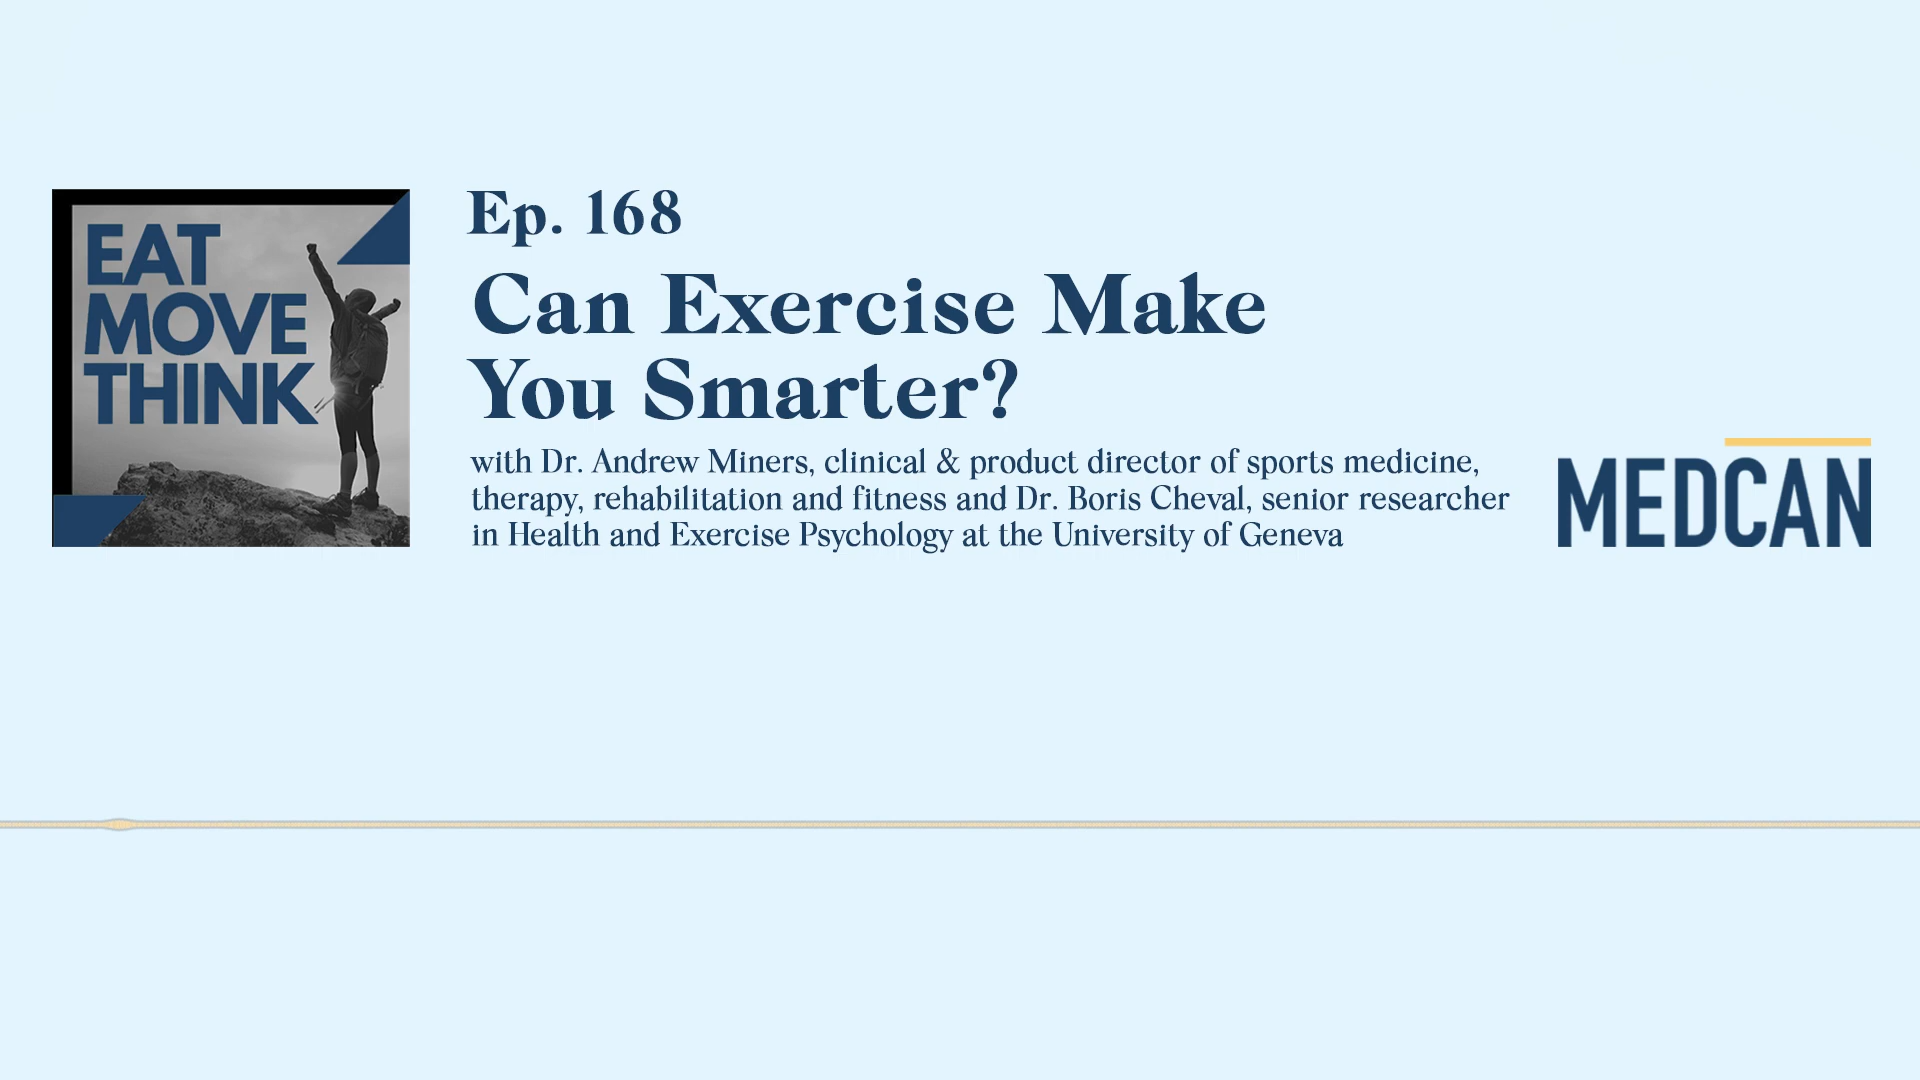 EAT
MOVE
THINK
Ep. 168
Can Exercise Make
You Smarter?
with Dr. Andrew Miners, clinical & product director of sports medicine,
therapy, rehabilitation and fitness and Dr. Boris Cheval, senior researcher
in Health and Exercise Psychology at the University of Geneva
MEDCAN